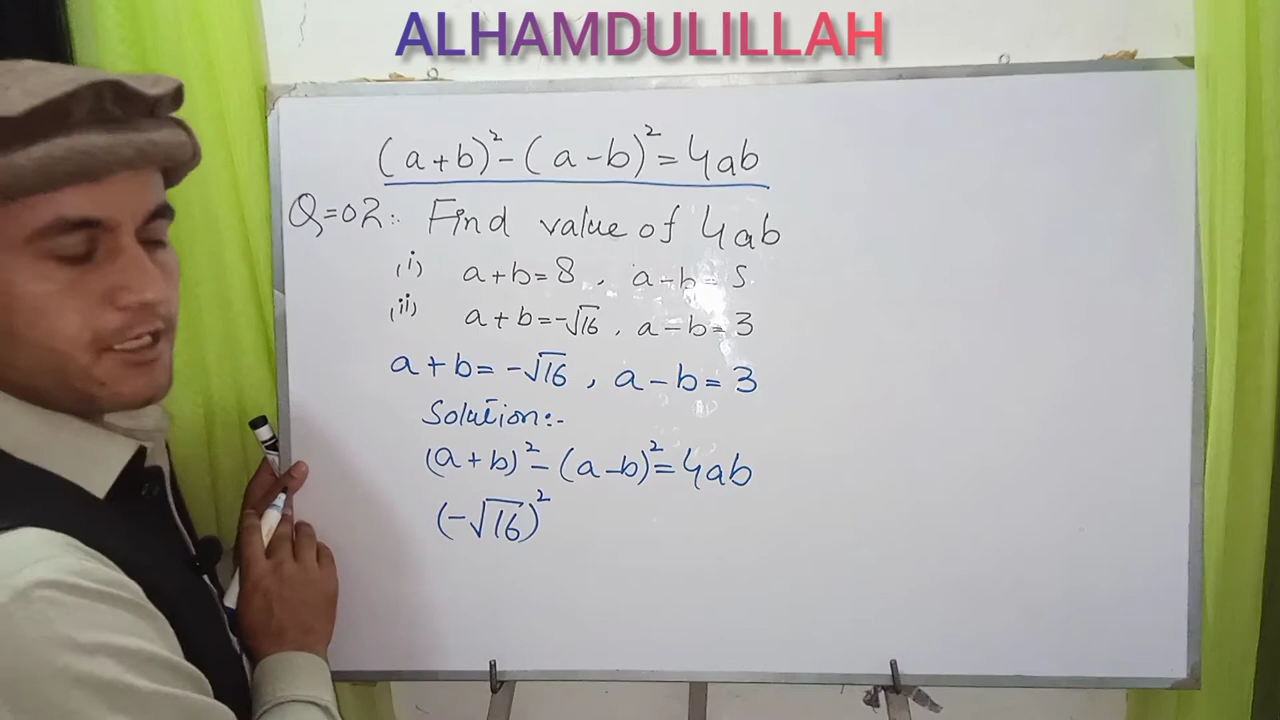 ALHAMDULILLAH
(a+b)² - (a-b)² = 4ab
Q=02:. Find value of 4ab
(i) a+b=8, a-b=5
(ii) a+b=-√16, a-b=3
a+b=-√16, a-b=3
Solution:-
(a+b)² - (a-b)² = 4ab
(-√16)²